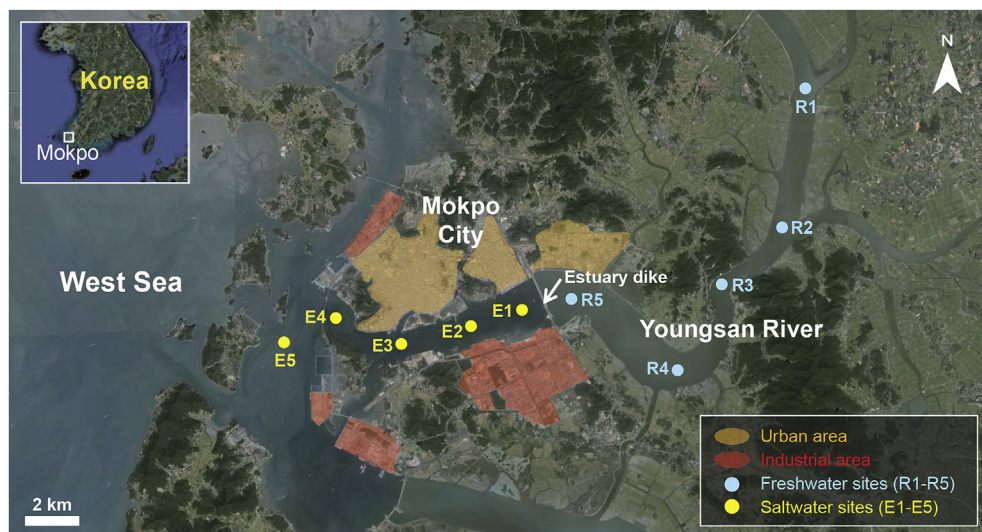 Korea
Mokpo
N
R1
Mokpo
City
R2
West Sea
Estuary dike
R3
R5
E1
E4
E2
Youngsan River
E3
E5
R4
Urban area
Industrial area
Freshwater sites (R1-R5)
Saltwater sites (E1-E5)
2 km